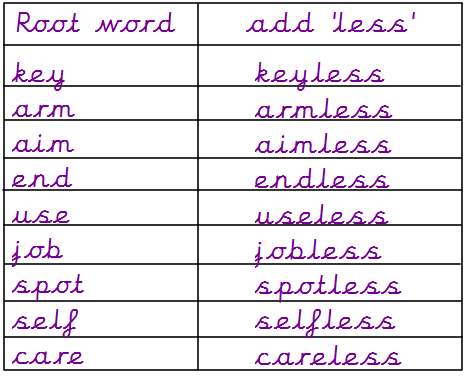 Root word add 'less'
key keyless
arm armless
aim aimless
end endless
use useless
job jobless
spot spotless
self selfless
care careless